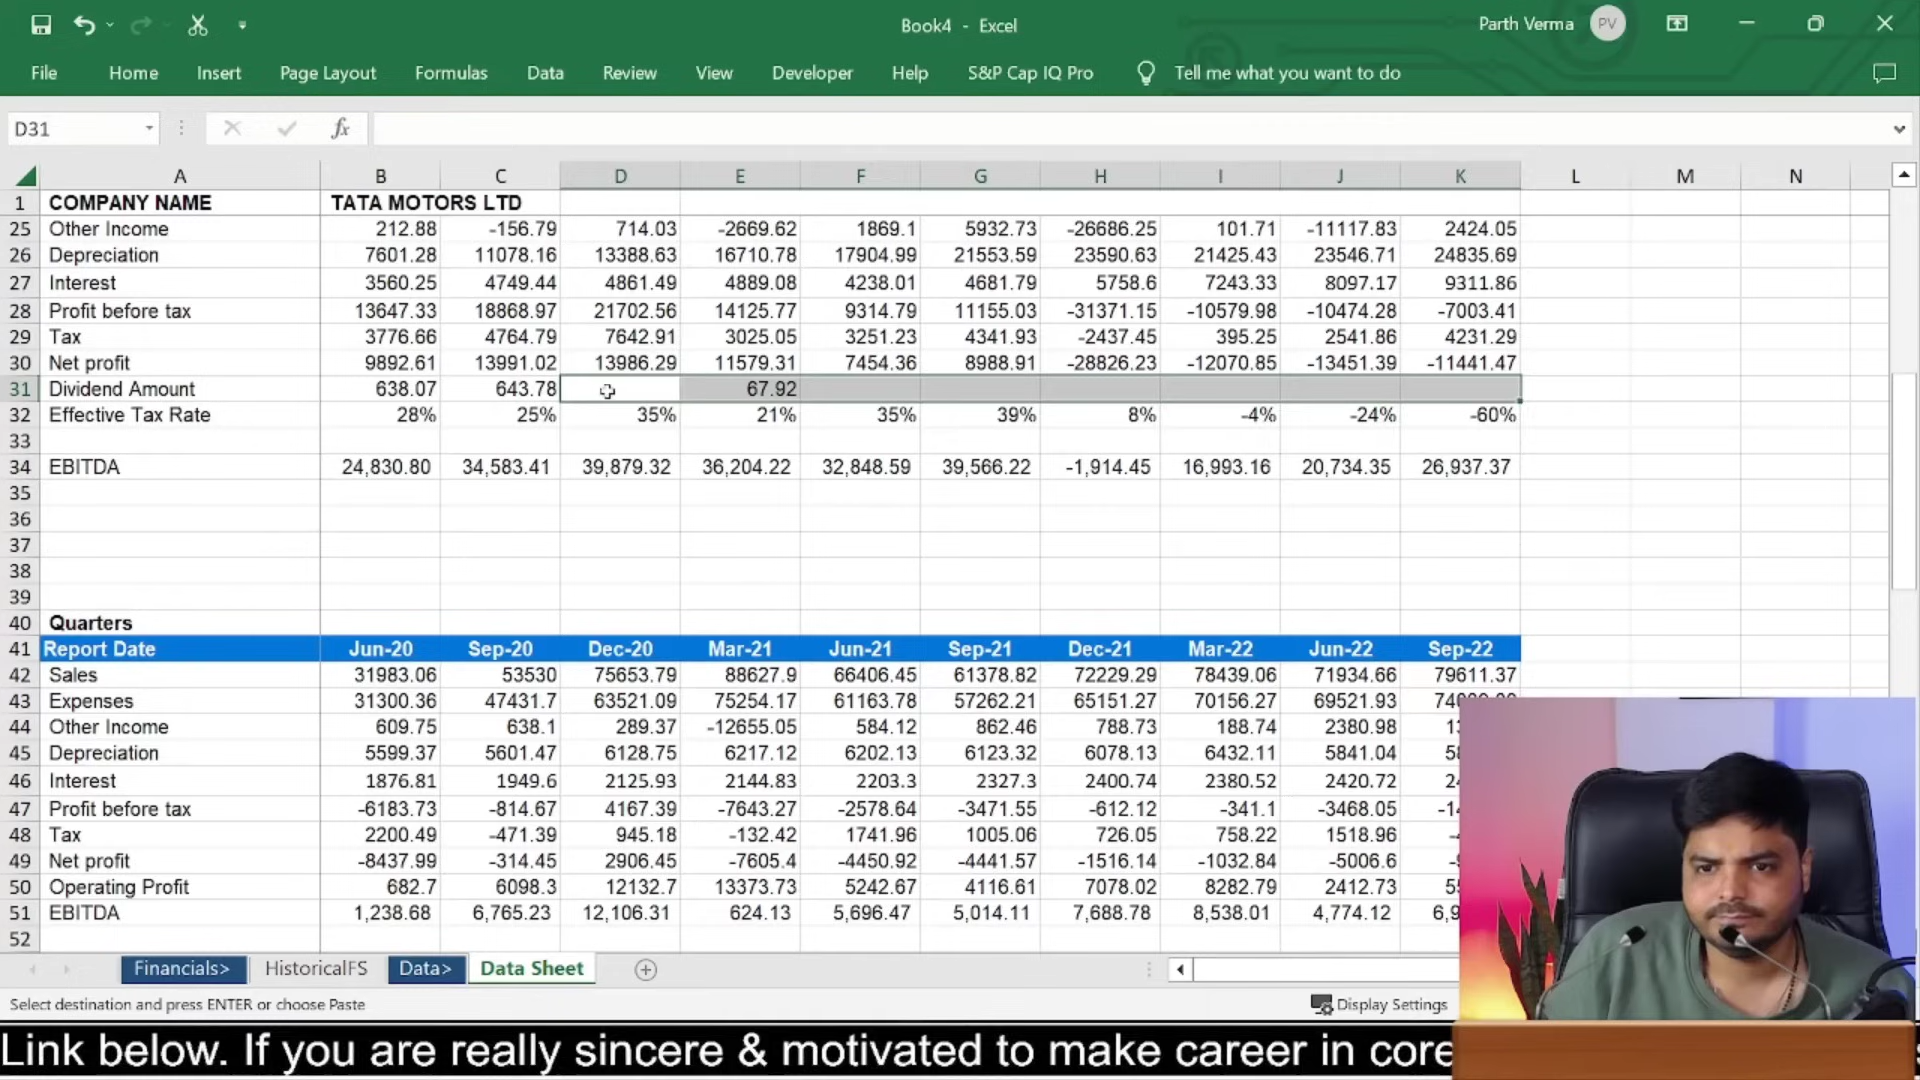 Book4 - Excel
Parth Verma PV
File Home Insert Page Layout Formulas Data Review View Developer Help S&P Cap IQ Pro Tell me what you want to do
D31 fx
A B C D E F G H I J K L M N
1 COMPANY NAME TATA MOTORS LTD
25 Other Income 212.88 -156.79 714.03 -2669.62 1869.1 5932.73 -26686.25 101.71 -11117.83 2424.05
26 Depreciation 7601.28 11078.16 13388.63 16710.78 17904.99 21553.59 23590.63 21425.43 23546.71 24835.69
27 Interest 3560.25 4749.44 4861.49 4889.08 4238.01 4681.79 5758.6 7243.33 8097.17 9311.86
28 Profit before tax 13647.33 18868.97 21702.56 14125.77 9314.79 11155.03 -31371.15 -10579.98 -10474.28 -7003.41
29 Tax 3776.66 4764.79 7642.91 3025.05 3251.23 4341.93 -2437.45 395.25 2541.86 4231.29
30 Net profit 9892.61 13991.02 13986.29 11579.31 7454.36 8988.91 -28826.23 -12070.85 -13451.39 -11441.47
31 Dividend Amount 638.07 643.78 67.92
32 Effective Tax Rate 28% 25% 35% 21% 35% 39% 8% -4% -24% -60%
33
34 EBITDA 24,830.80 34,583.41 39,879.32 36,204.22 32,848.59 39,566.22 -1,914.45 16,993.16 20,734.35 26,937.37
35
36
37
38
39
40 Quarters
41 Report Date Jun-20 Sep-20 Dec-20 Mar-21 Jun-21 Sep-21 Dec-21 Mar-22 Jun-22 Sep-22
42 Sales 31983.06 53530 75653.79 88627.9 66406.45 61378.82 72229.29 78439.06 71934.66 79611.37
43 Expenses 31300.36 47431.7 63521.09 75254.17 61163.78 57262.21 65151.27 70156.27 69521.93
44 Other Income 609.75 638.1 289.37 -12655.05 584.12 862.46 788.73 188.74 2380.98
45 Depreciation 5599.37 5601.47 6128.75 6217.12 6202.13 6123.32 6078.13 6432.11 5841.04
46 Interest 1876.81 1949.6 2125.93 2144.83 2203.3 2327.3 2400.74 2380.52 2420.72
47 Profit before tax -6183.73 -814.67 4167.39 -7643.27 -2578.64 -3471.55 -612.12 -341.1 -3468.05
48 Tax 2200.49 -471.39 945.18 -132.42 1741.96 1005.06 726.05 758.22 1518.96
49 Net profit -8437.99 -314.45 2906.45 -7605.4 -4450.92 -4441.57 -1516.14 -1032.84 -5006.6
50 Operating Profit 682.7 6098.3 12132.7 13373.73 5242.67 4116.61 7078.02 8282.79 2412.73
51 EBITDA 1,238.68 6,765.23 12,106.31 624.13 5,696.47 5,014.11 7,688.78 8,538.01 4,774.12
52
Financials> HistoricalFS Data> Data Sheet
Select destination and press ENTER or choose Paste Display Settings
Link below. If you are really sincere & motivated to make career in core